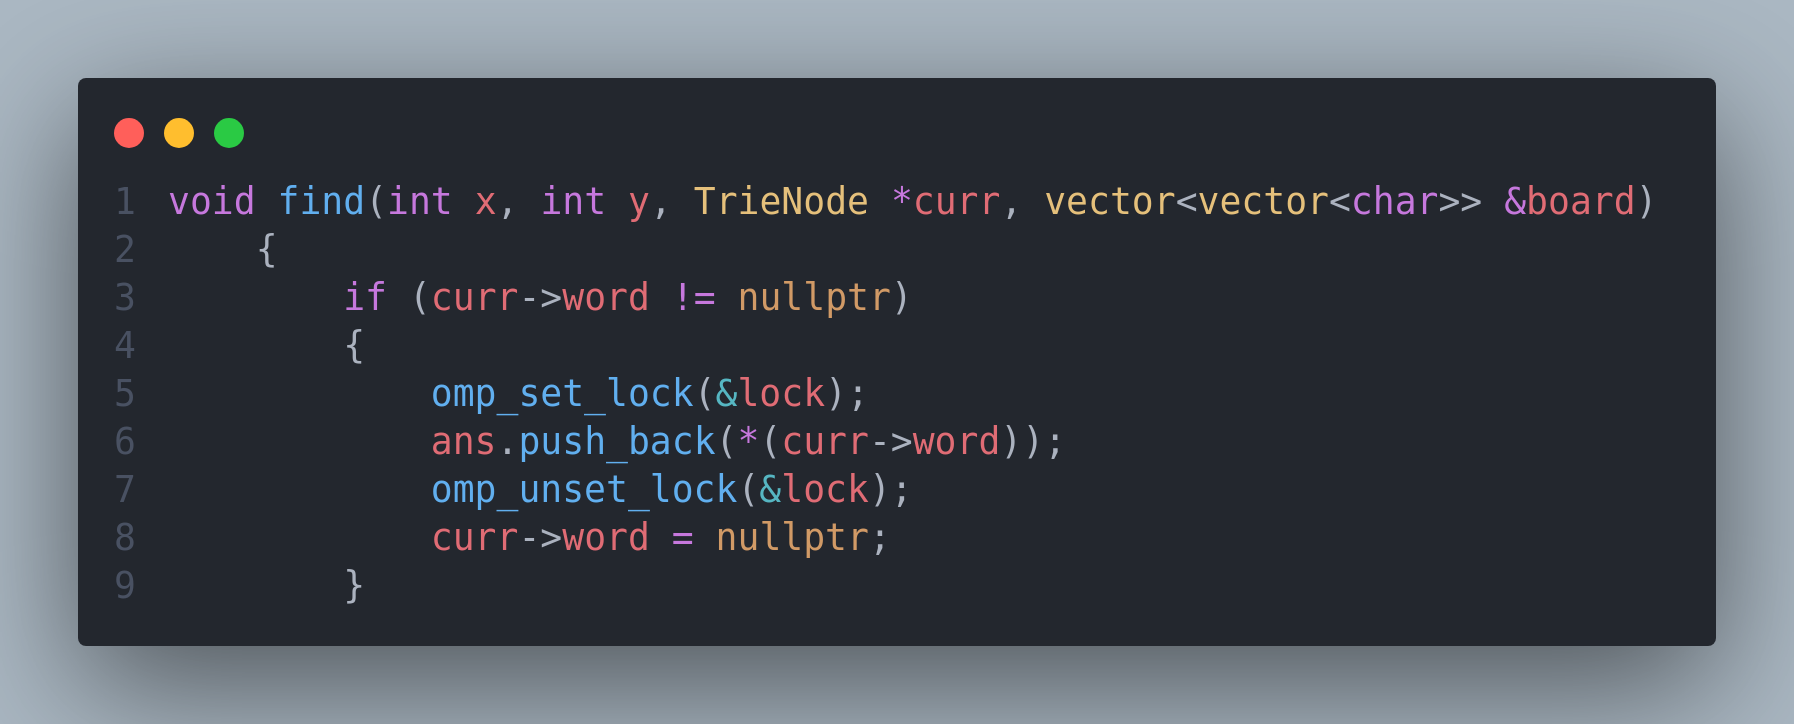 1 void find(int x, int y, TrieNode *curr, vector<vector<char>> &board)
2     {
3         if (curr->word != nullptr)
4         {
5             omp_set_lock(&lock);
6             ans.push_back(*(curr->word));
7             omp_unset_lock(&lock);
8             curr->word = nullptr;
9         }